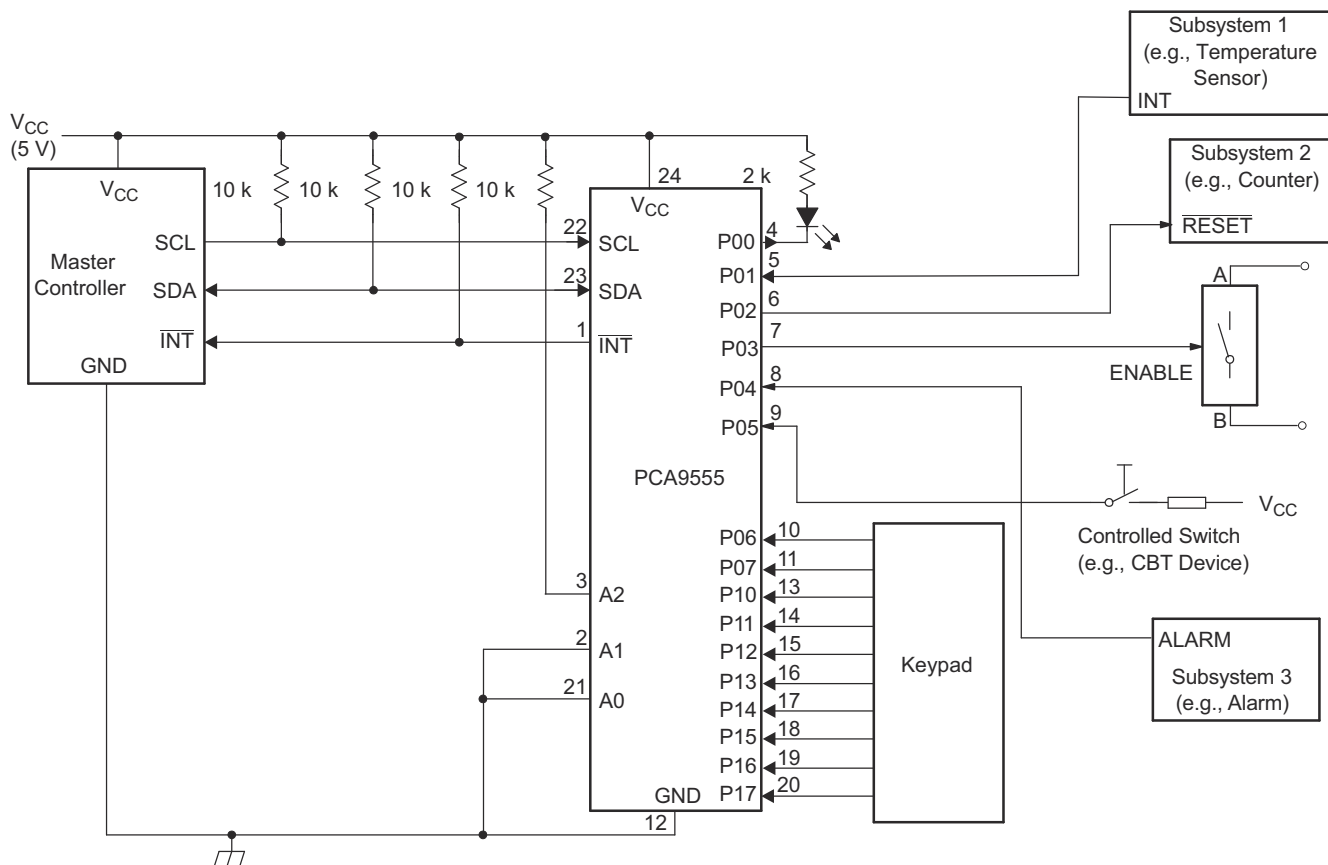 Subsystem 1
(e.g., Temperature
Sensor)
INT
VCC
(5 V)
Subsystem 2
(e.g., Counter)
RESET
VCC
10 k
10 k
10 k
10 k
24
2 k
VCC
Master
Controller
SCL
SDA
INT
GND
22
SCL
23
SDA
1
INT
3
A2
2
A1
21
A0
PCA9555
GND
12
P00
4
P01
5
P02
6
P03
7
P04
8
P05
9
P06
10
P07
11
P10
13
P11
14
P12
15
P13
16
P14
17
P15
18
P16
19
P17
20
A
ENABLE
B
VCC
Controlled Switch
(e.g., CBT Device)
Keypad
ALARM
Subsystem 3
(e.g., Alarm)